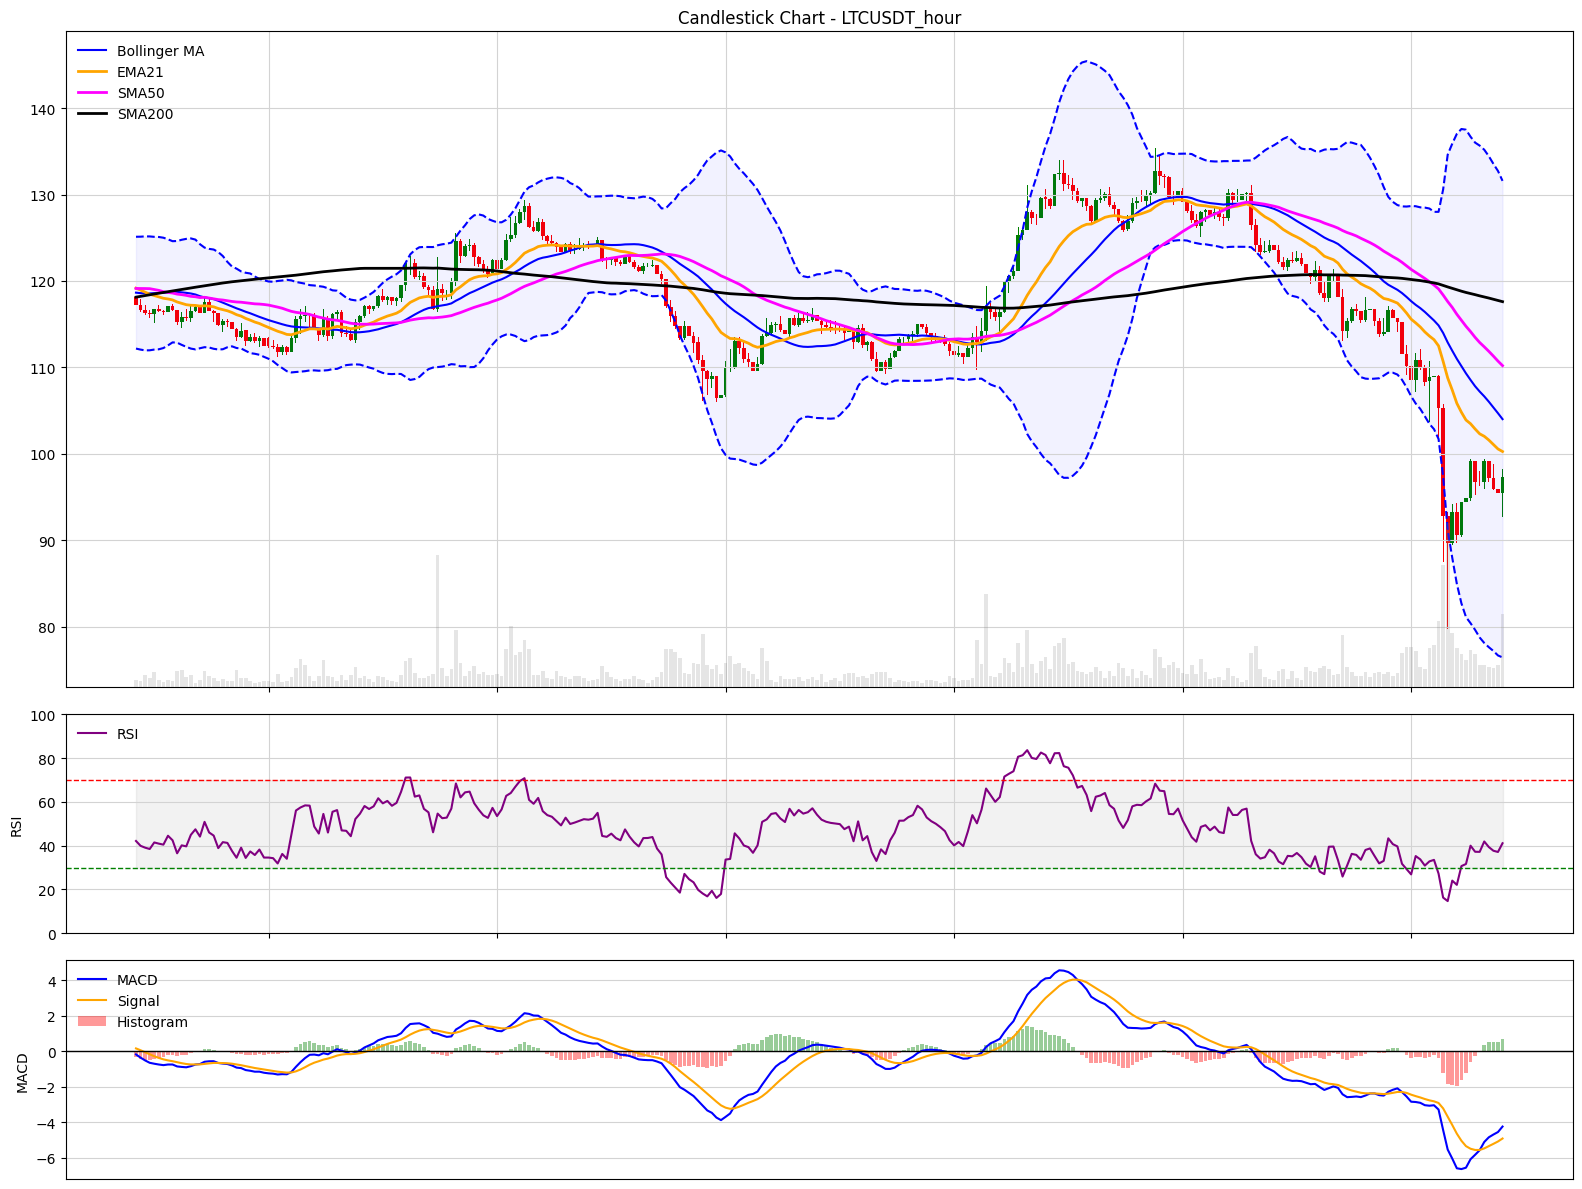 Candlestick Chart - LTCUSDT_hour
Bollinger MA
EMA21
SMA50
SMA200
140
130
120
110
100
90
80
RSI
100
80
60
40
20
0
RSI
MACD
Signal
Histogram
4
2
0
−2
−4
−6
MACD